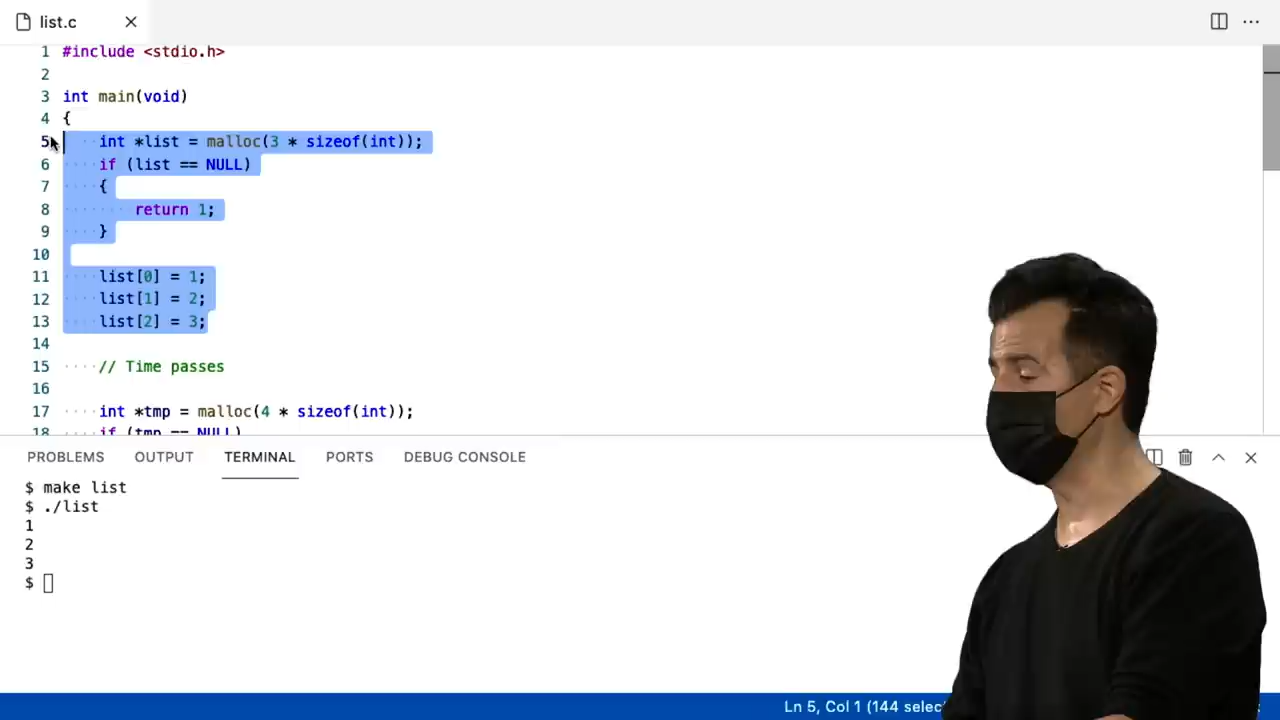 list.c
1 #include <stdio.h>
2
3 int main(void)
4 {
5 int *list = malloc(3 * sizeof(int));
6 if (list == NULL)
7 {
8 return 1;
9 }
10
11 list[0] = 1;
12 list[1] = 2;
13 list[2] = 3;
14
15 // Time passes
16
17 int *tmp = malloc(4 * sizeof(int));
18 if (tmp == NULL)
PROBLEMS OUTPUT TERMINAL PORTS DEBUG CONSOLE
$ make list
$ ./list
1
2
3
$
Ln 5, Col 1 (144 selec